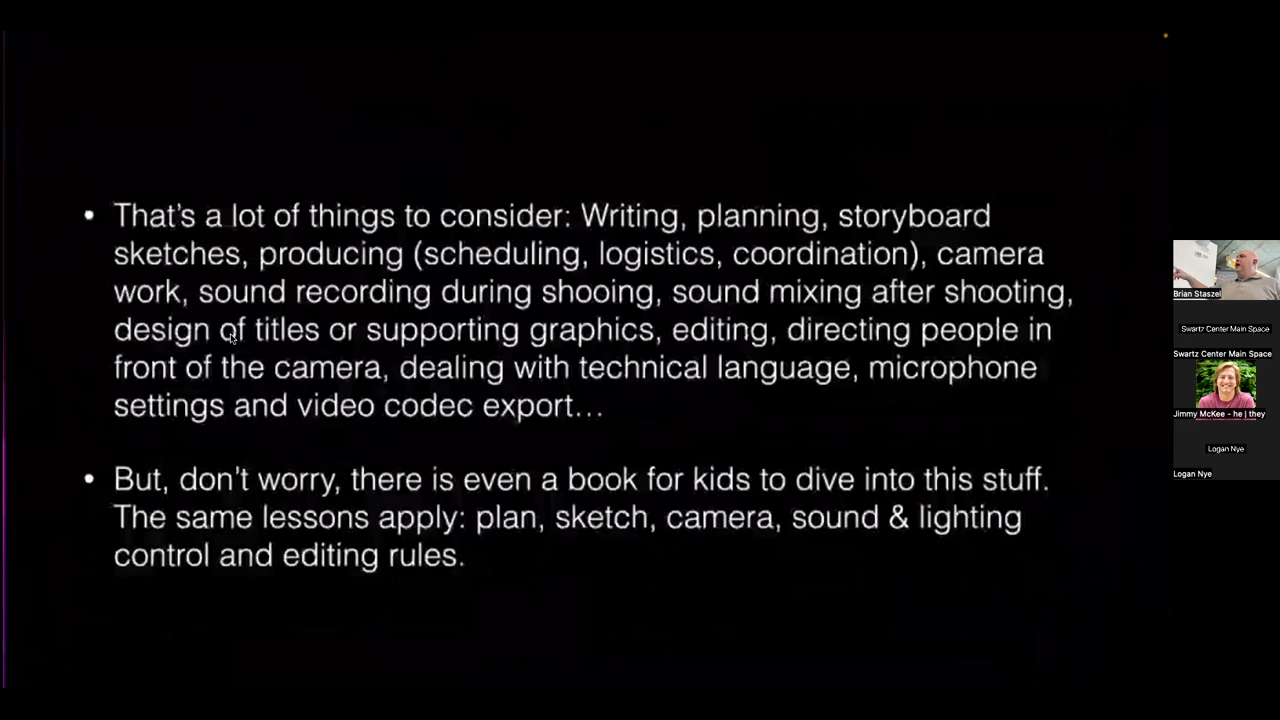 • That's a lot of things to consider: Writing, planning, storyboard
sketches, producing (scheduling, logistics, coordination), camera
work, sound recording during shooing, sound mixing after shooting,
design of titles or supporting graphics, editing, directing people in
front of the camera, dealing with technical language, microphone
settings and video codec export…
• But, don't worry, there is even a book for kids to dive into this stuff.
The same lessons apply: plan, sketch, camera, sound & lighting
control and editing rules.
Brian Staszel
Swartz Center Main Space
Swartz Center Main Space
Jimmy McKee - he | they
Logan Nye
Logan Nye